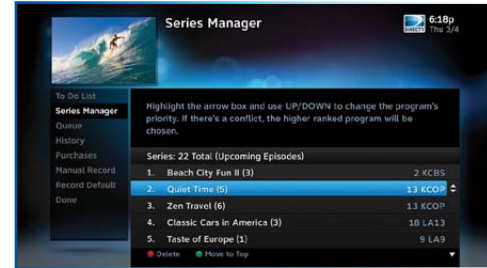 Series Manager
DIRECTV
6:18p
Thu 3/4
To Do List
Series Manager
Queue
History
Purchases
Manual Record
Record Default
Done
Highlight the arrow box and use UP/DOWN to change the program's
priority. If there's a conflict, the higher ranked program will be
chosen.
Series: 22 Total (Upcoming Episodes)
1. Beach City Fun II (3) 2 KCBS
2. Quiet Time (5) 13 KCOP
3. Zen Travel (6) 13 KCOP
4. Classic Cars in America (3) 18 LA13
5. Taste of Europe (1) 9 LA9
Delete Move to Top